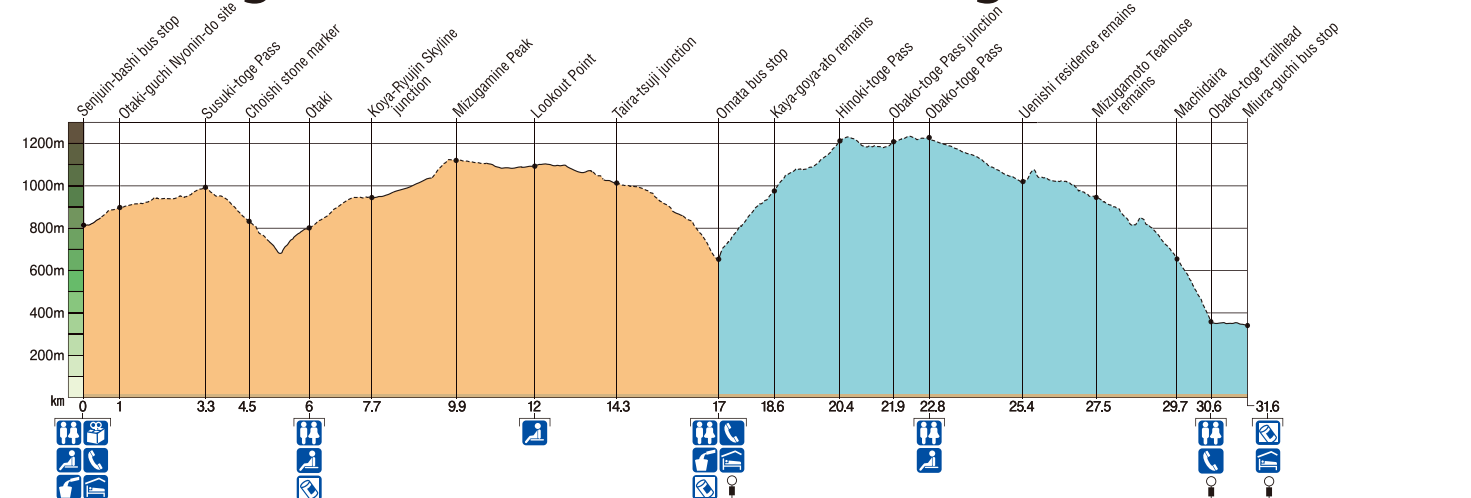 Senjuin-bashi bus stop
Otaki-guchi Nyonin-do site
Susuki-toge Pass
Choishi stone marker
Otaki
Koya-Ryujin Skyline
junction
Mizugamine Peak
Lookout Point
Taira-tsuji junction
Omata bus stop
Kaya-goya-ato remains
Hinoki-toge Pass
Obako-toge Pass junction
Obako-toge Pass
Uenishi residence remains
Mizugamoto Teahouse
remains
Machidaira
Obako-toge trailhead
Miura-guchi bus stop
1200m
1000m
800m
600m
400m
200m
km
0 1 3.3 4.5 6 7.7 9.9 12 14.3 17 18.6 20.4 21.9 22.8 25.4 27.5 29.7 30.6 31.6